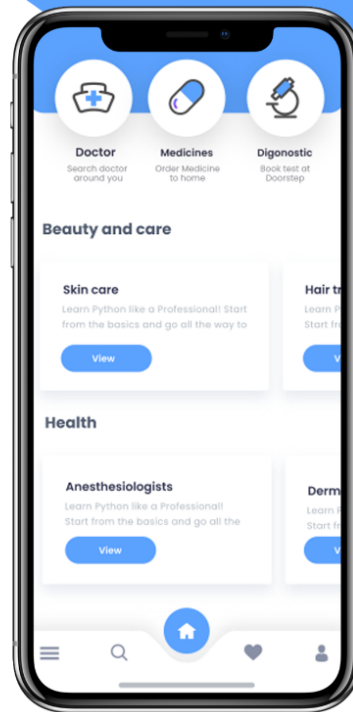 Doctor
Search doctor
around you
Medicines
Order Medicine
to home
Digonostic
Book test at
Doorstep
Beauty and care
Skin care
Learn Python like a Professional! Start
from the basics and go all the way to
View
Hair tr
Learn P
Start fr
V
Health
Anesthesiologists
Learn Python like a Professional!
Start from the basics and go all the
View
Derm
Learn P
Start fr
V